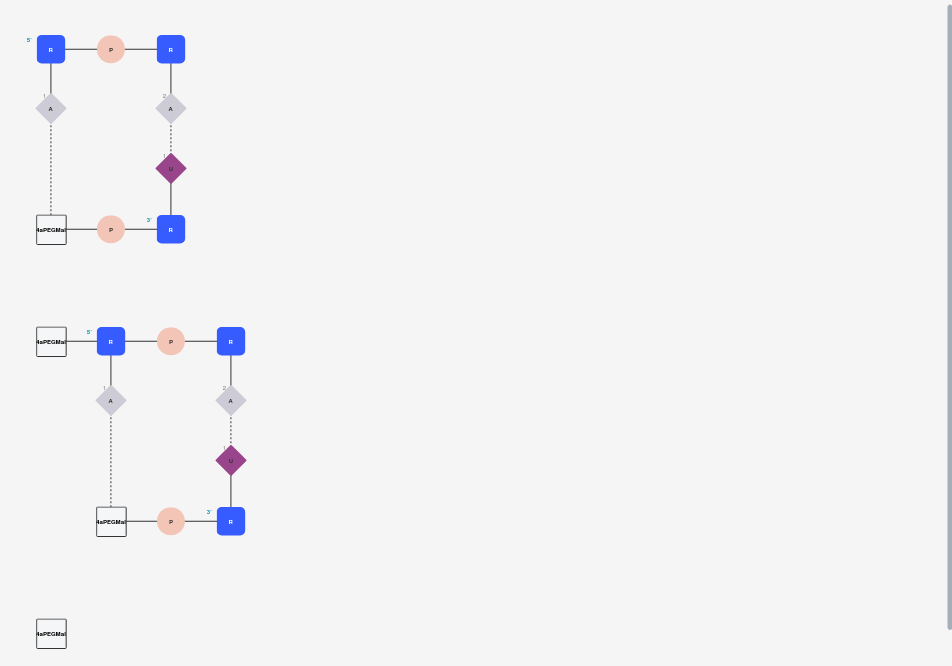 5'
R P R
1 2
A A
1
U
3'
4aPEGMal P R
5'
4aPEGMal R P R
1 2
A A
1
U
3'
4aPEGMal P R
4aPEGMal